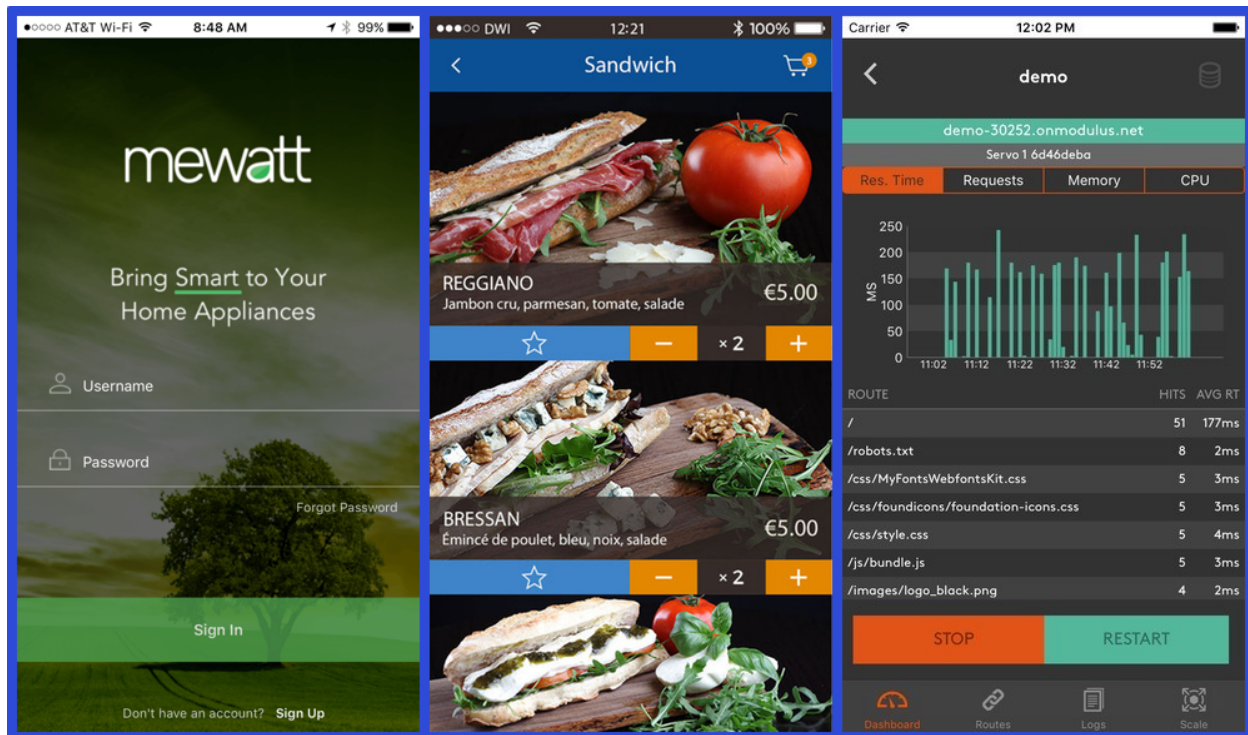 AT&T Wi-Fi 8:48 AM 99%
mewatt
Bring Smart to Your
Home Appliances
Username
Password
Forgot Password
Sign In
Don't have an account? Sign Up
DWI 12:21 100%
Sandwich 3
REGGIANO
Jambon cru, parmesan, tomate, salade
€5.00
− × 2 +
BRESSAN
Émincé de poulet, bleu, noix, salade
€5.00
− × 2 +
Carrier 12:02 PM
demo
demo-30252.onmodulus.net
Servo 1 6d46deba
Res. Time Requests Memory CPU
250
200
150
100
50
0
MS
11:02 11:12 11:22 11:32 11:42 11:52
ROUTE HITS AVG RT
/ 51 177ms
/robots.txt 8 2ms
/css/MyFontsWebfontsKit.css 5 3ms
/css/foundicons/foundation-icons.css 5 3ms
/css/style.css 5 4ms
/js/bundle.js 5 3ms
/images/logo_black.png 4 2ms
STOP RESTART
Dashboard Routes Logs Scale